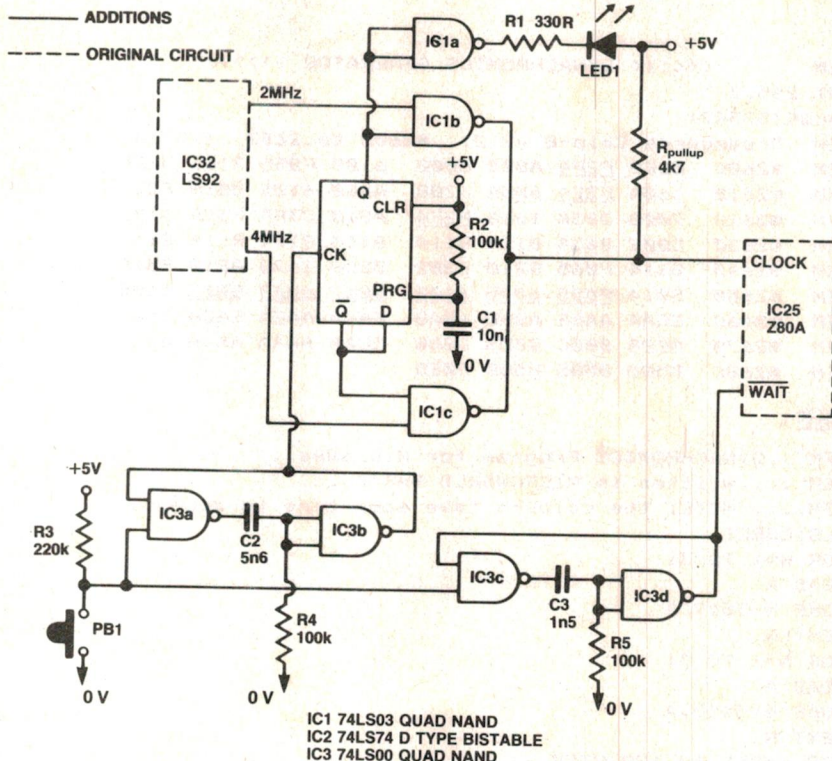 ADDITIONS
ORIGINAL CIRCUIT
R1 330R
IC1a
LED1
+5V
2MHz
IC32
LS92
4MHz
IC1b
+5V
Rpullup
4k7
Q
CLR
CK
R2
100k
PRG
Q
D
C1
10n
0 V
IC1c
CLOCK
IC25
Z80A
WAIT
+5V
R3
220k
PB1
0 V
IC3a
C2
5n6
IC3b
R4
100k
0 V
IC3c
C3
1n5
IC3d
R5
100k
0 V
IC1 74LS03 QUAD NAND
IC2 74LS74 D TYPE BISTABLE
IC3 74LS00 QUAD NAND